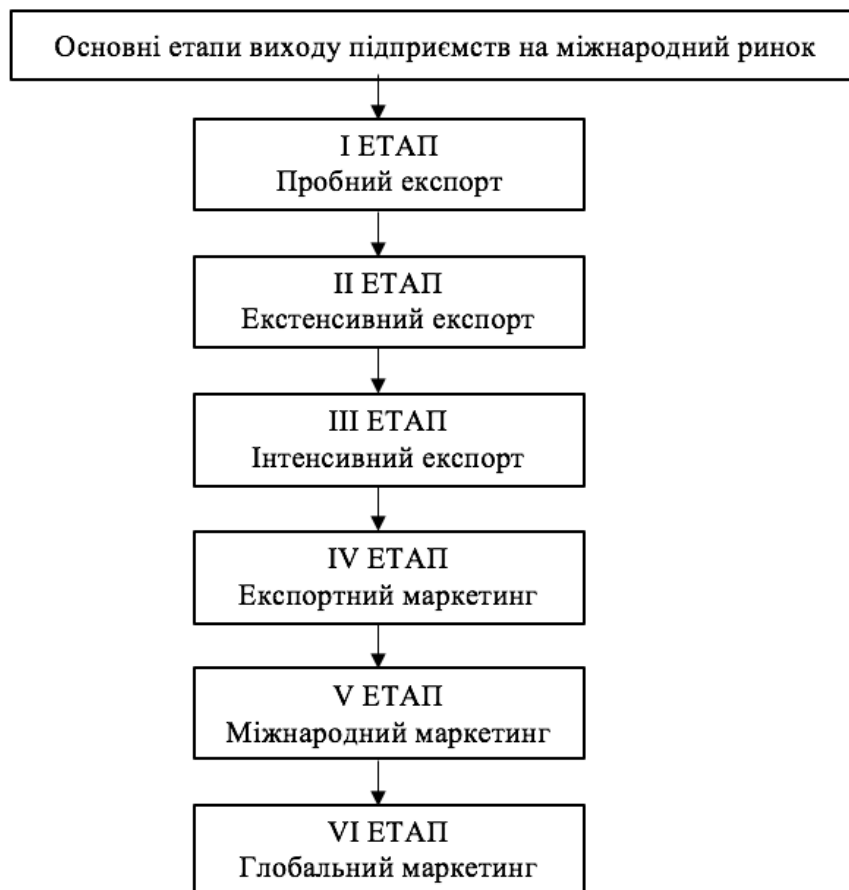 Основні етапи виходу підприємств на міжнародний ринок
I ЕТАП
Пробний експорт
II ЕТАП
Екстенсивний експорт
III ЕТАП
Інтенсивний експорт
IV ЕТАП
Експортний маркетинг
V ЕТАП
Міжнародний маркетинг
VI ЕТАП
Глобальний маркетинг